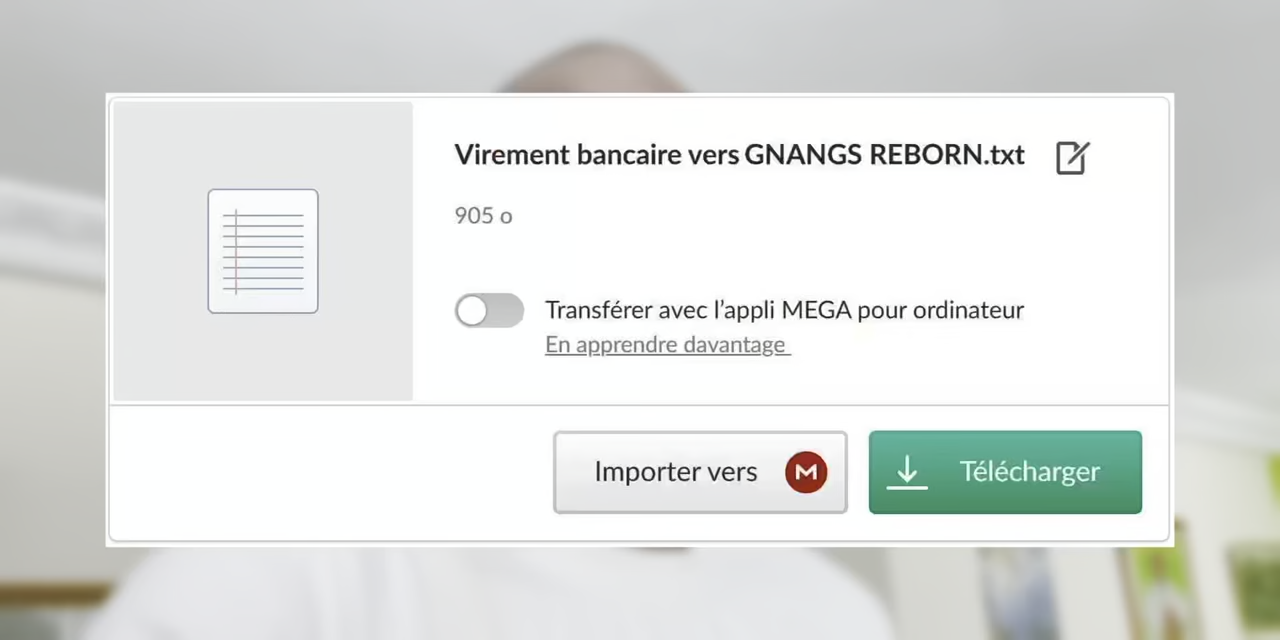 Virement bancaire vers GNANGS REBORN.txt
905 o
Transférer avec l’appli MEGA pour ordinateur
En apprendre davantage
Importer vers M
Télécharger